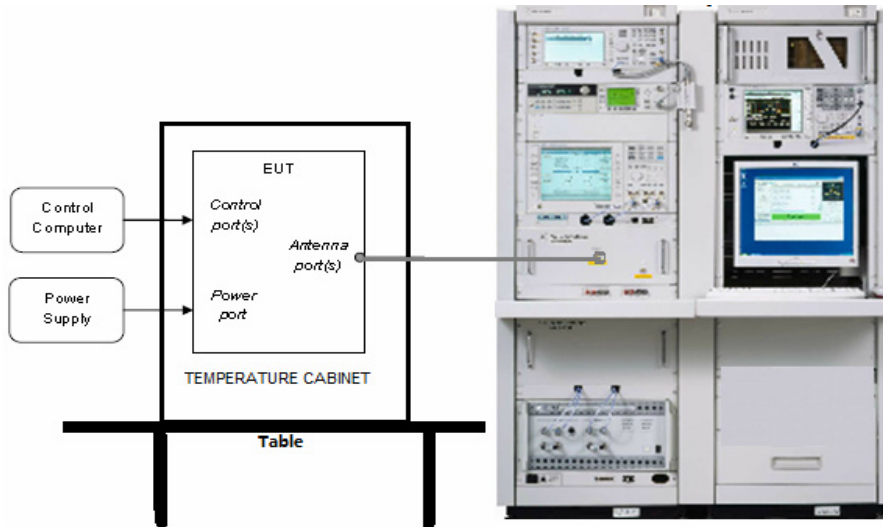 EUT
Control
Computer
Control
port(s)
Antenna
port(s)
Power
Supply
Power
port
TEMPERATURE CABINET
Table